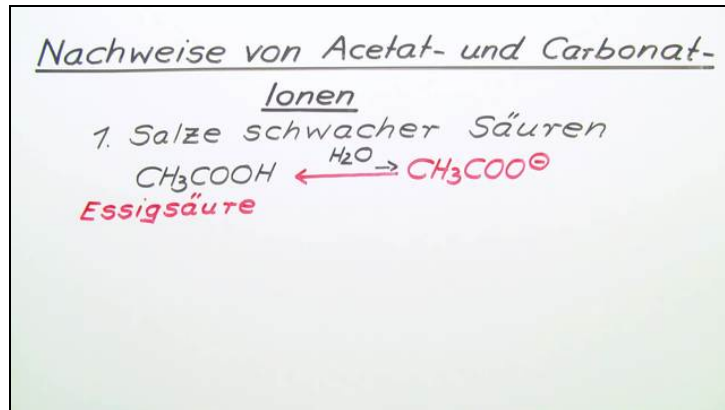 Nachweise von Acetat- und Carbonat-
Ionen
1. Salze schwacher Säuren
CH₃COOH ⟵ H₂O → CH₃COO⊖
Essigsäure